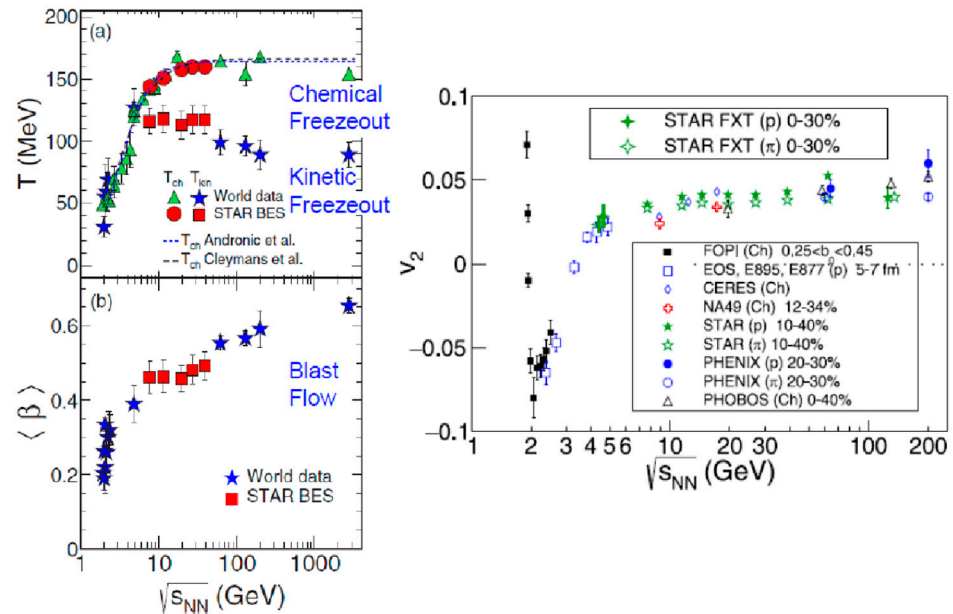 (a)
200
150
100
50
0
T (MeV)
Chemical
Freezeout
Kinetic
Freezeout
T_ch T_kin
World data
STAR BES
T_ch Andronic et al.
T_ch Cleymans et al.
(b)
0.6
0.4
0.2
0
⟨ β ⟩
Blast
Flow
World data
STAR BES
1 10 100 1000
√s_NN (GeV)
0.1
0.05
0
−0.05
−0.1
v_2
STAR FXT (p) 0-30%
STAR FXT (π) 0-30%
FOPI (Ch) 0.25<b_0<0.45
EOS, E895, E877 (p) 5-7 fm
CERES (Ch)
NA49 (Ch) 12-34%
STAR (p) 10-40%
STAR (π) 10-40%
PHENIX (p) 20-30%
PHENIX (π) 20-30%
PHOBOS (Ch) 0-40%
1 2 3 4 5 6 10 20 30 100 200
√s_NN (GeV)